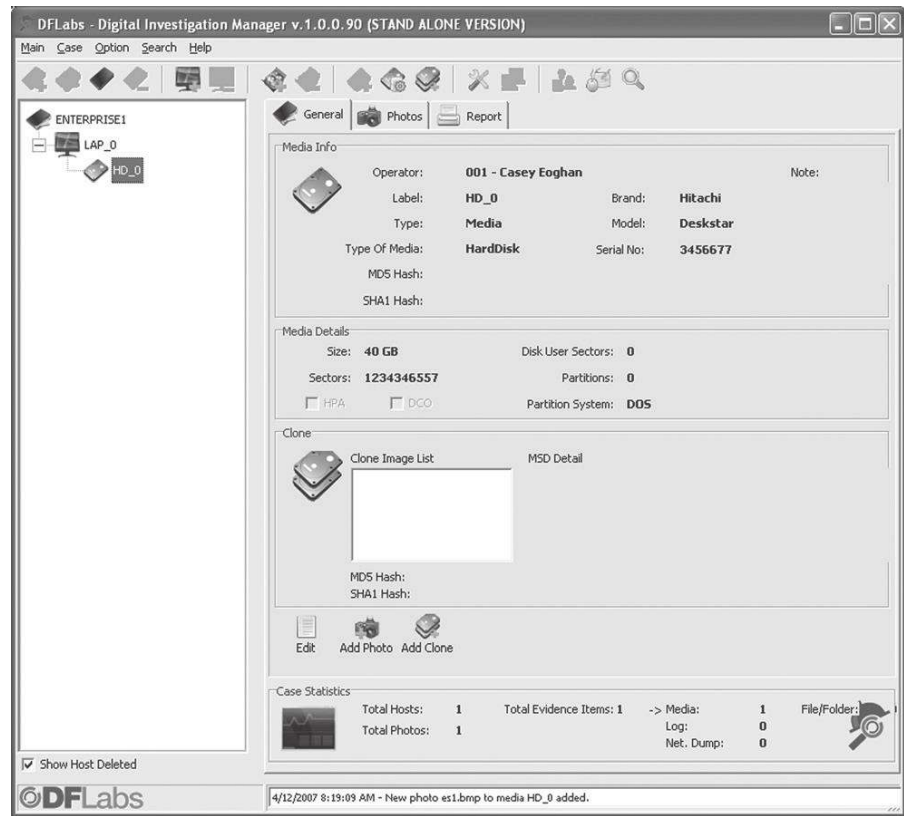 DFLabs - Digital Investigation Manager v.1.0.0.90 (STAND ALONE VERSION)
Main Case Option Search Help
ENTERPRISE1
LAP_0
HD_0
General Photos Report
Media Info
Operator: 001 - Casey Eoghan Note:
Label: HD_0 Brand: Hitachi
Type: Media Model: Deskstar
Type Of Media: HardDisk Serial No: 3456677
MD5 Hash:
SHA1 Hash:
Media Details
Size: 40 GB Disk User Sectors: 0
Sectors: 1234346557 Partitions: 0
HPA DCO Partition System: DOS
Clone
Clone Image List MSD Detail
MD5 Hash:
SHA1 Hash:
Edit Add Photo Add Clone
Case Statistics
Total Hosts: 1 Total Evidence Items: 1 -> Media: 1 File/Folder:
Total Photos: 1 Log: 0
Net. Dump: 0
Show Host Deleted
DFLabs
4/12/2007 8:19:09 AM - New photo es1.bmp to media HD_0 added.